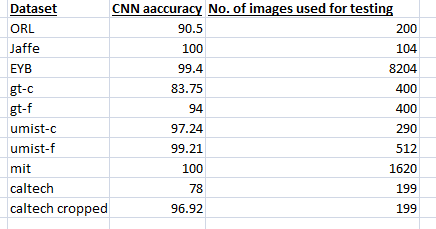 Dataset CNN aaccuracy No. of images used for testing
ORL 90.5 200
Jaffe 100 104
EYB 99.4 8204
gt-c 83.75 400
gt-f 94 400
umist-c 97.24 290
umist-f 99.21 512
mit 100 1620
caltech 78 199
caltech cropped 96.92 199